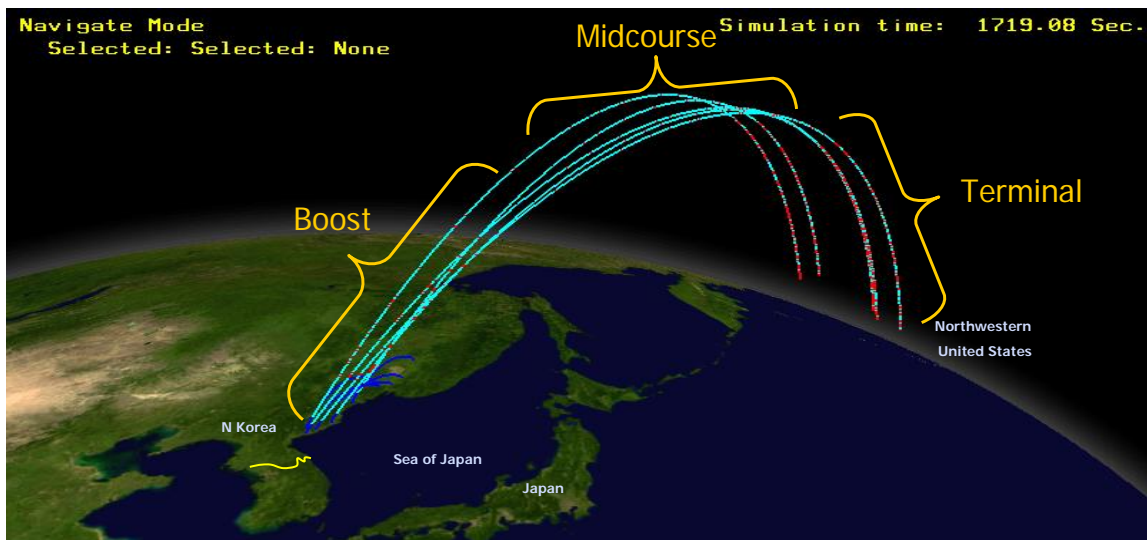 Navigate Mode
Selected: Selected: None
Simulation time: 1719.08 Sec.
Midcourse
Boost
Terminal
Northwestern
United States
N Korea
Sea of Japan
Japan